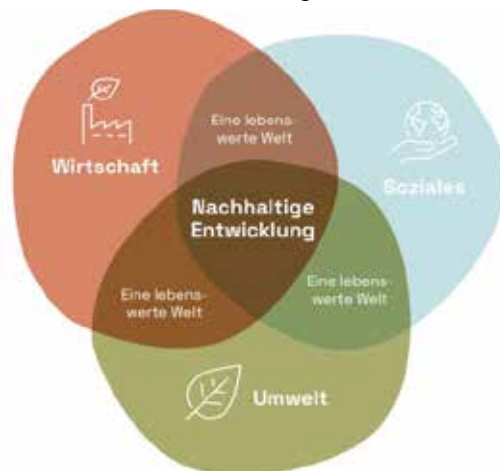 Eine lebens-
werte Welt
Wirtschaft
Soziales
Nachhaltige
Entwicklung
Eine lebens-
werte Welt
Eine lebens-
werte Welt
Umwelt